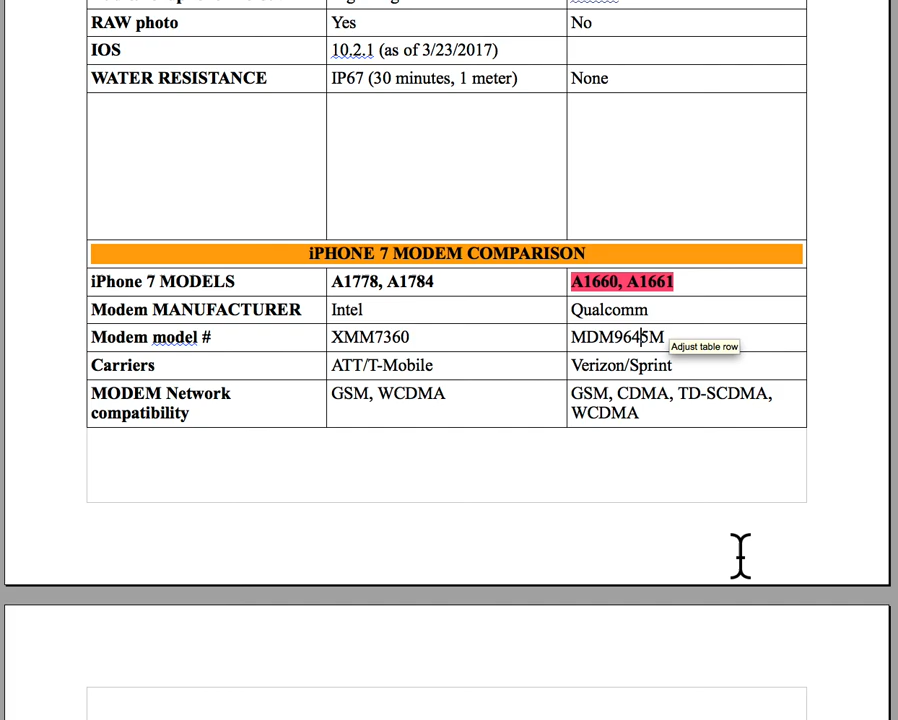 RAW photo Yes No
IOS 10.2.1 (as of 3/23/2017)
WATER RESISTANCE IP67 (30 minutes, 1 meter) None
iPHONE 7 MODEM COMPARISON
iPhone 7 MODELS A1778, A1784 A1660, A1661
Modem MANUFACTURER Intel Qualcomm
Modem model # XMM7360 MDM9645M
Adjust table row
Carriers ATT/T-Mobile Verizon/Sprint
MODEM Network GSM, WCDMA GSM, CDMA, TD-SCDMA,
compatibility WCDMA